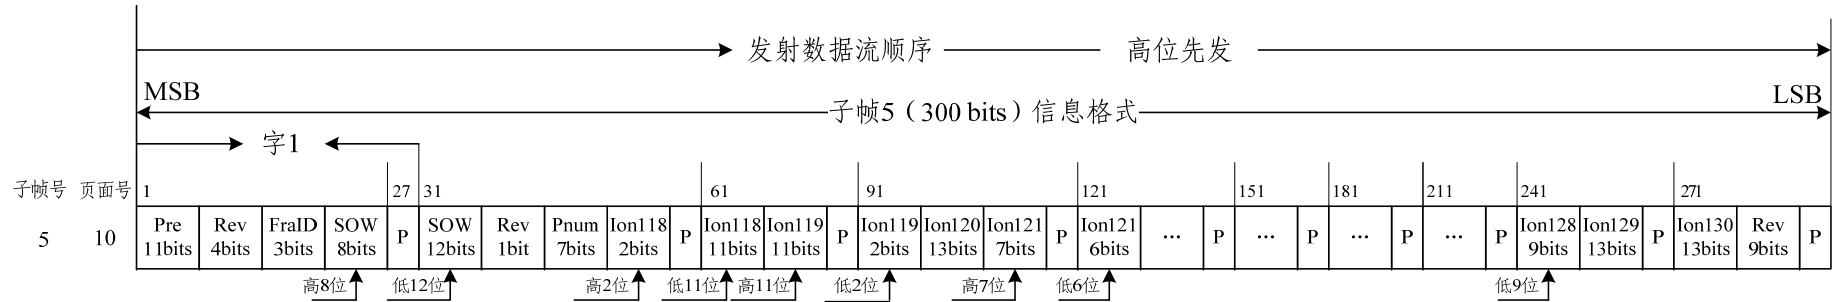 发射数据流顺序 高位先发
MSB LSB
子帧5（300 bits）信息格式
字1
子帧号 页面号 1 27 31 61 91 121 151 181 211 241 271
5 10
Pre
11bits
Rev
4bits
FraID
3bits
SOW
8bits
P
SOW
12bits
Rev
1bit
Pnum
7bits
Ion118
2bits
P
Ion118
11bits
Ion119
11bits
P
Ion119
2bits
Ion120
13bits
Ion121
7bits
P
Ion121
6bits
...
P
...
P
...
P
...
P
Ion128
9bits
Ion129
13bits
P
Ion130
13bits
Rev
9bits
P
高8位 低12位 高2位 低11位 高11位 低2位 高7位 低6位 低9位